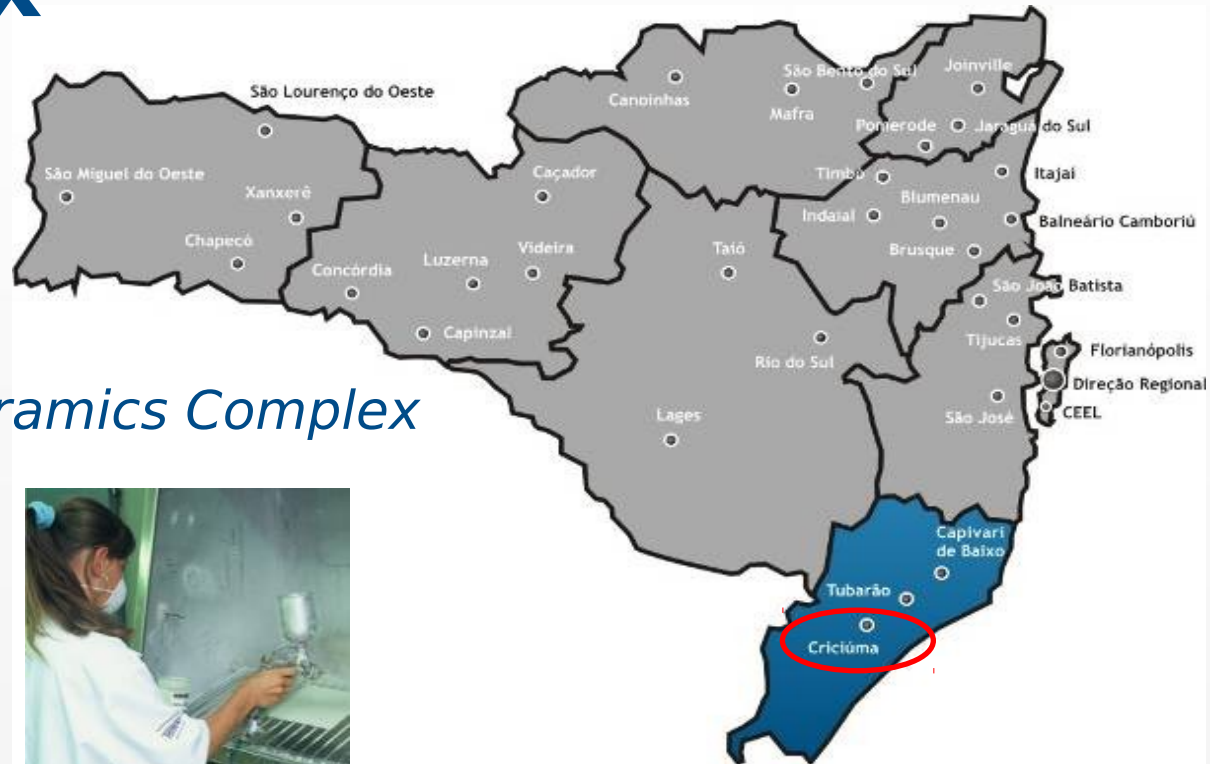 São Lourenço do Oeste
São Bento do Sul
Joinville
Canoinhas
Mafra
Pomerode
Jaraguá do Sul
São Miguel do Oeste
Caçador
Timbó
Itajaí
Xanxerê
Blumenau
Indaial
Balneário Camboriú
Chapecó
Luzerna
Videira
Taió
Brusque
Concórdia
São João Batista
Capinzal
Tijucas
Rio do Sul
Florianópolis
Direção Regional
ramics Complex
Lages
São José
CEEL
Capivari
de Baixo
Tubarão
Criciúma